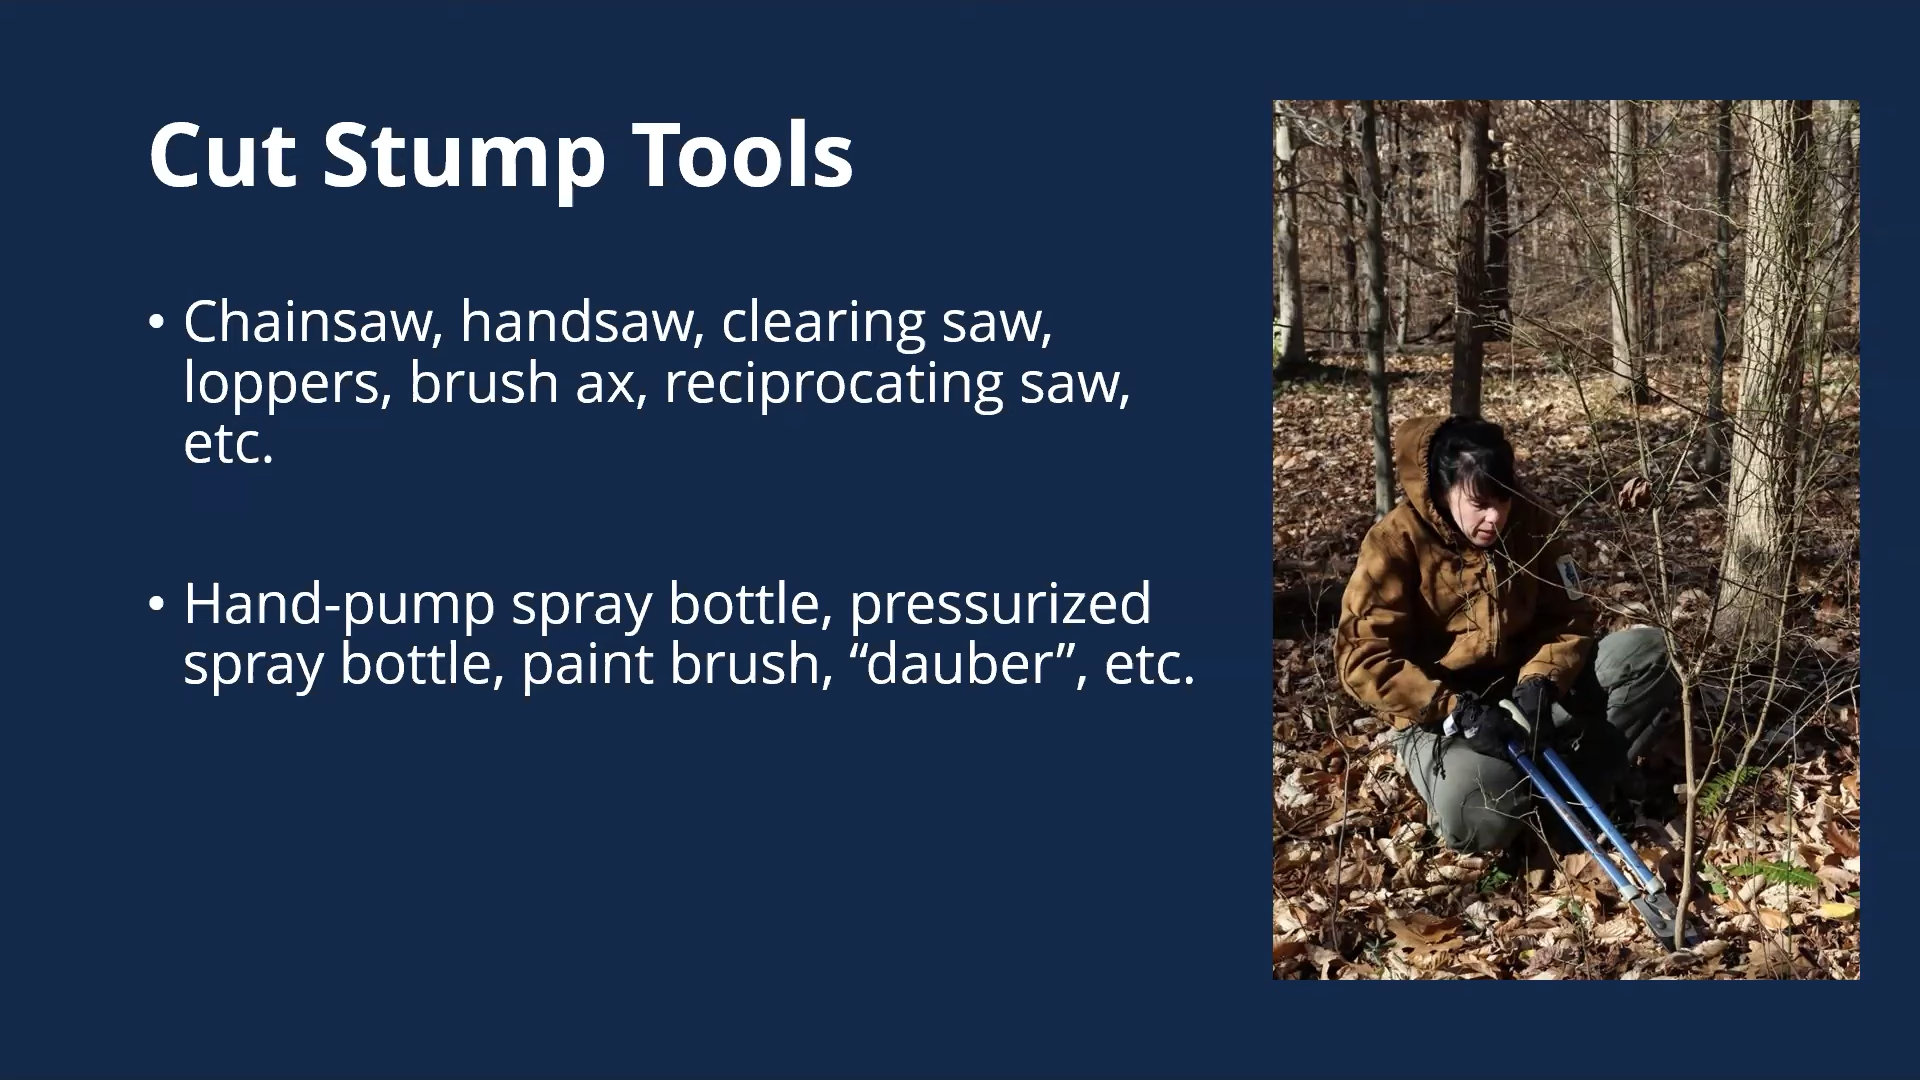 Cut Stump Tools
• Chainsaw, handsaw, clearing saw,
loppers, brush ax, reciprocating saw,
etc.
• Hand-pump spray bottle, pressurized
spray bottle, paint brush, “dauber”, etc.